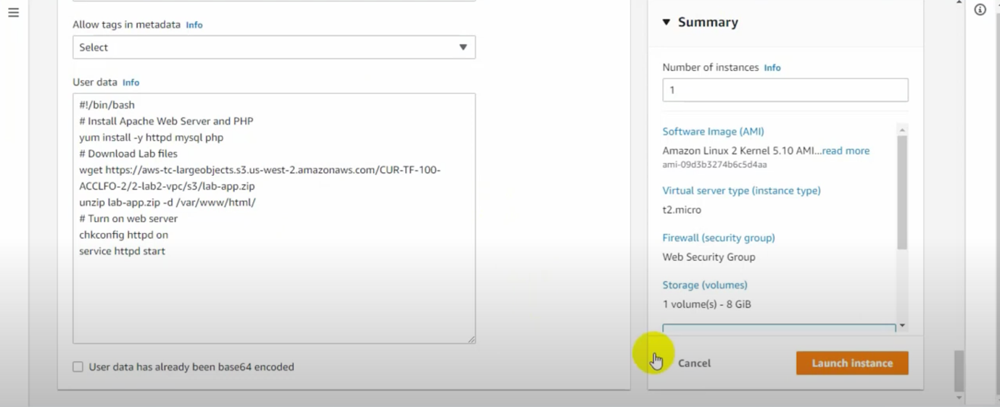 Allow tags in metadata Info
Select
User data Info
#!/bin/bash
# Install Apache Web Server and PHP
yum install -y httpd mysql php
# Download Lab files
wget https://aws-tc-largeobjects.s3.us-west-2.amazonaws.com/CUR-TF-100-
ACCLFO-2/2-lab2-vpc/s3/lab-app.zip
unzip lab-app.zip -d /var/www/html/
# Turn on web server
chkconfig httpd on
service httpd start
User data has already been base64 encoded
Summary
Number of instances Info
1
Software Image (AMI)
Amazon Linux 2 Kernel 5.10 AMI...read more
ami-09d3b3274b6c5d4aa
Virtual server type (instance type)
t2.micro
Firewall (security group)
Web Security Group
Storage (volumes)
1 volume(s) - 8 GiB
Cancel
Launch instance